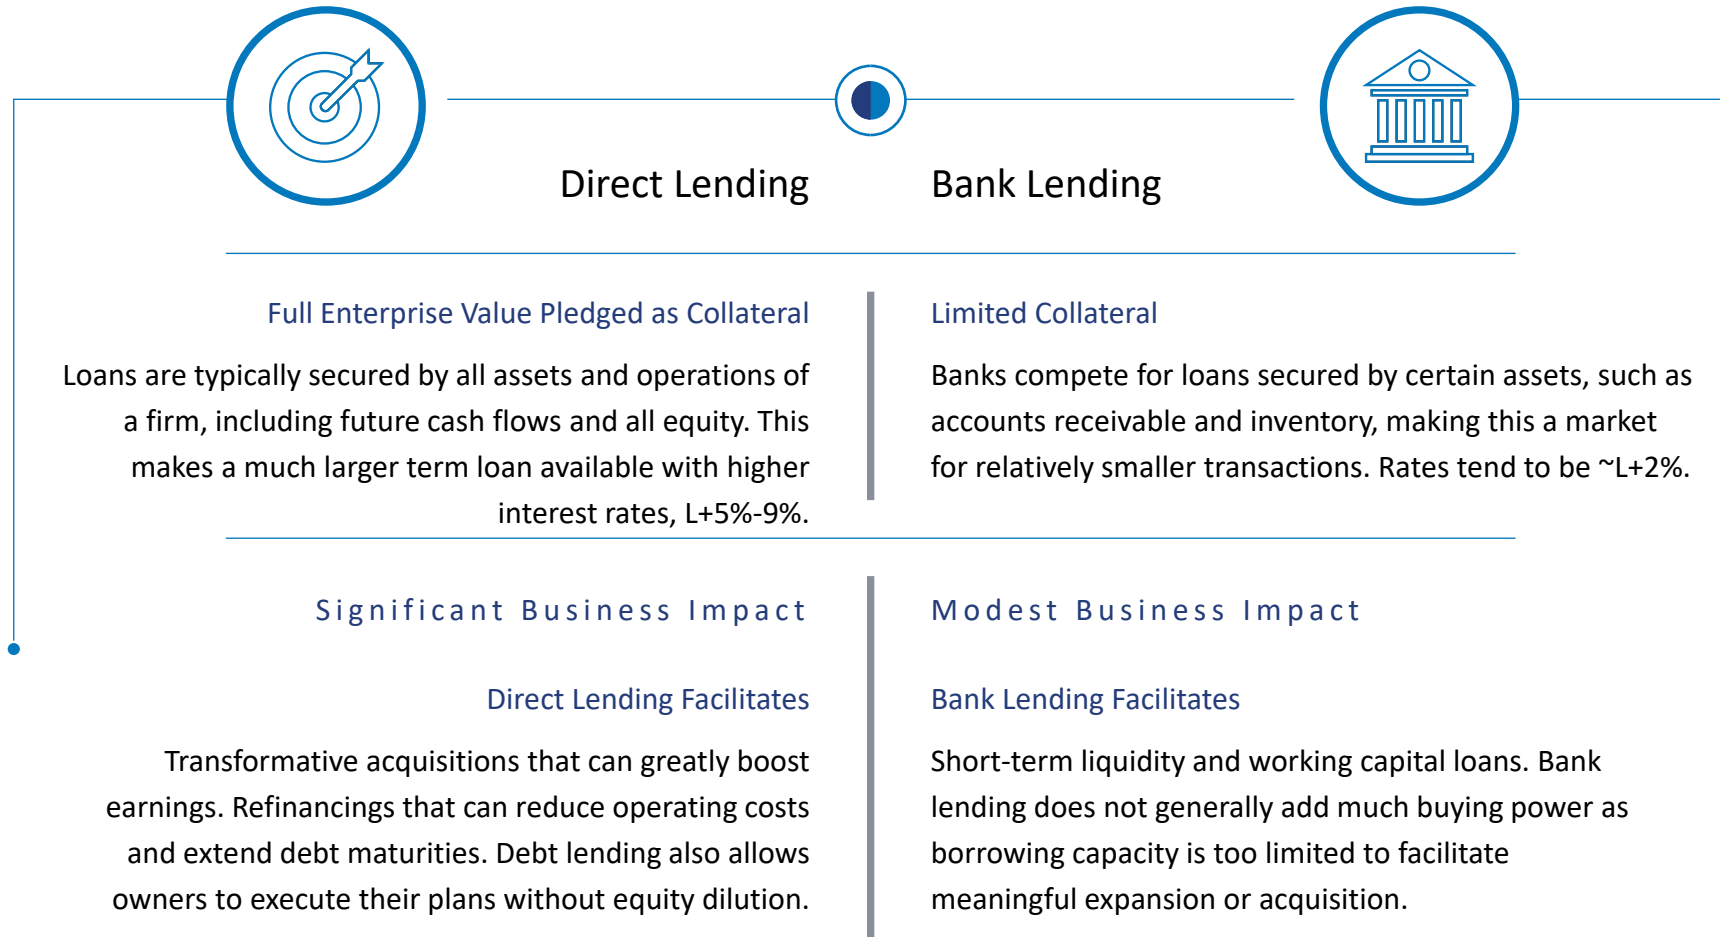 Direct Lending
Bank Lending
Full Enterprise Value Pledged as Collateral
Loans are typically secured by all assets and operations of
a firm, including future cash flows and all equity. This
makes a much larger term loan available with higher
interest rates, L+5%-9%.
Limited Collateral
Banks compete for loans secured by certain assets, such as
accounts receivable and inventory, making this a market
for relatively smaller transactions. Rates tend to be ~L+2%.
Significant Business Impact
Direct Lending Facilitates
Transformative acquisitions that can greatly boost
earnings. Refinancings that can reduce operating costs
and extend debt maturities. Debt lending also allows
owners to execute their plans without equity dilution.
Modest Business Impact
Bank Lending Facilitates
Short-term liquidity and working capital loans. Bank
lending does not generally add much buying power as
borrowing capacity is too limited to facilitate
meaningful expansion or acquisition.